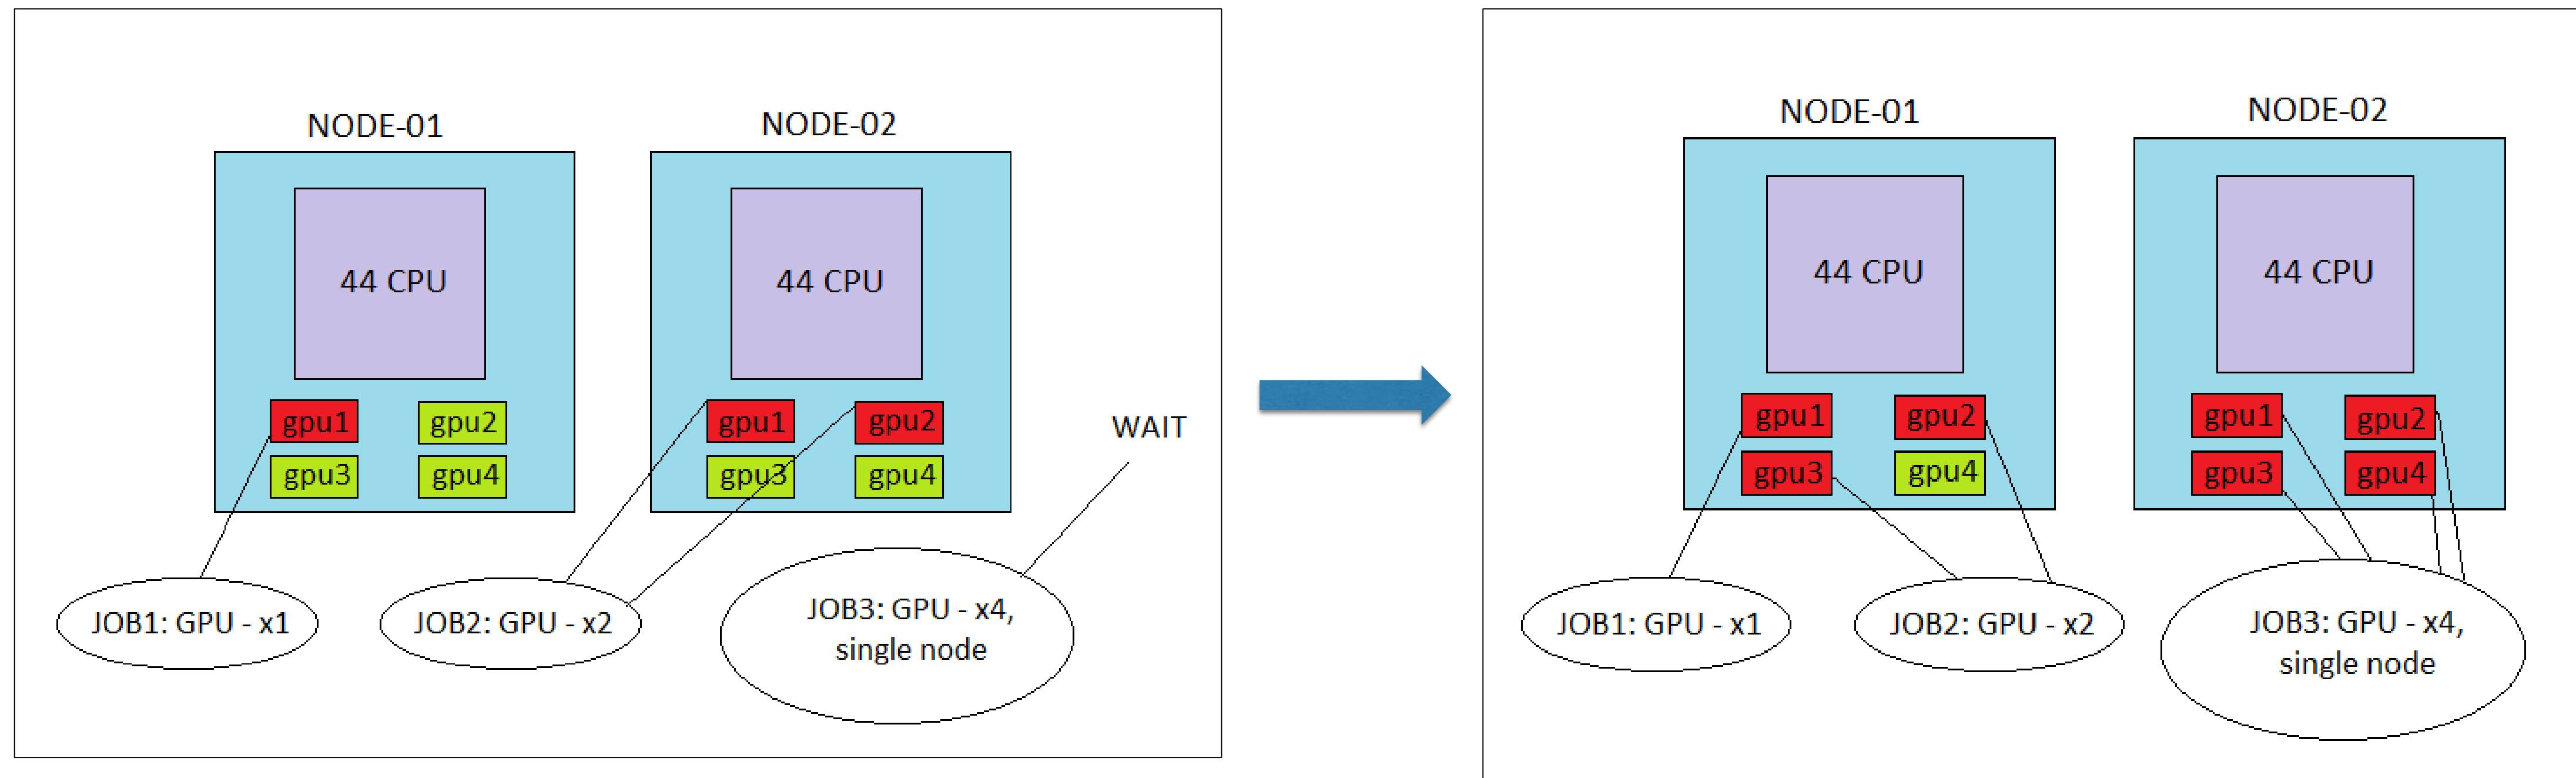 NODE-01
NODE-02
44 CPU
44 CPU
gpu1
gpu2
gpu3
gpu4
gpu1
gpu2
gpu3
gpu4
WAIT
JOB1: GPU - x1
JOB2: GPU - x2
JOB3: GPU - x4,
single node
NODE-01
NODE-02
44 CPU
44 CPU
gpu1
gpu2
gpu3
gpu4
gpu1
gpu2
gpu3
gpu4
JOB1: GPU - x1
JOB2: GPU - x2
JOB3: GPU - x4,
single node